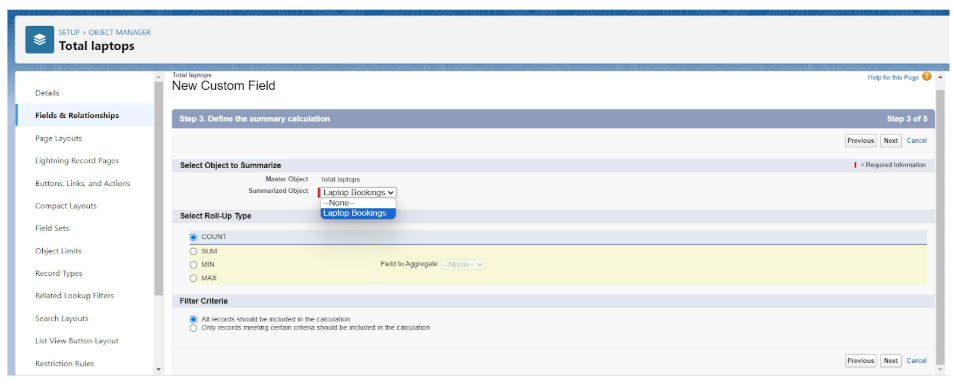 SETUP > OBJECT MANAGER
Total laptops
Details
Fields & Relationships
Page Layouts
Lightning Record Pages
Buttons, Links, and Actions
Compact Layouts
Field Sets
Object Limits
Record Types
Related Lookup Filters
Search Layouts
List View Button Layout
Restriction Rules
Total laptops
New Custom Field
Help for this Page ?
Step 3. Define the summary calculation Step 3 of 5
Previous Next Cancel
Select Object to Summarize | = Required Information
Master Object Total laptops
Summarized Object Laptop Bookings
--None--
Laptop Bookings
Select Roll-Up Type
COUNT
SUM
MIN Field to Aggregate --None--
MAX
Filter Criteria
All records should be included in the calculation
Only records meeting certain criteria should be included in the calculation
Previous Next Cancel